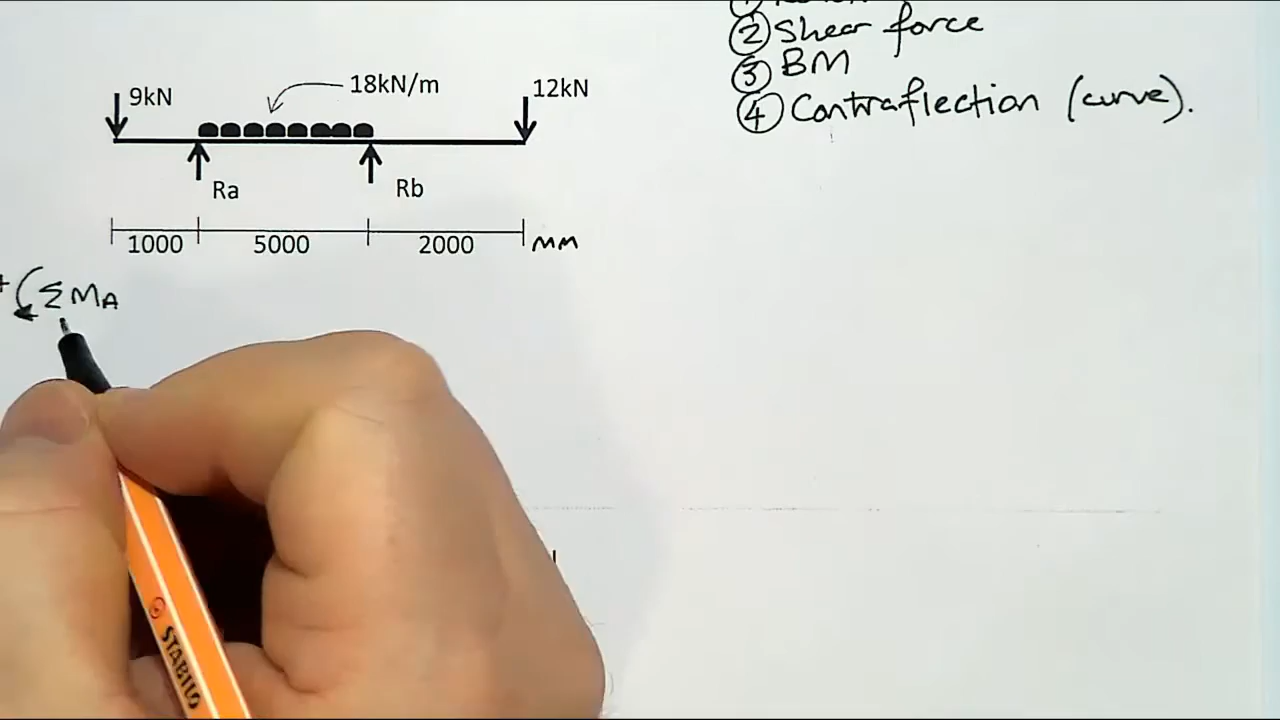 ② Shear force
③ BM
④ Contraflection (curve).
9kN
18kN/m
12kN
Ra
Rb
1000
5000
2000
mm
+
ΣMA
STABILO